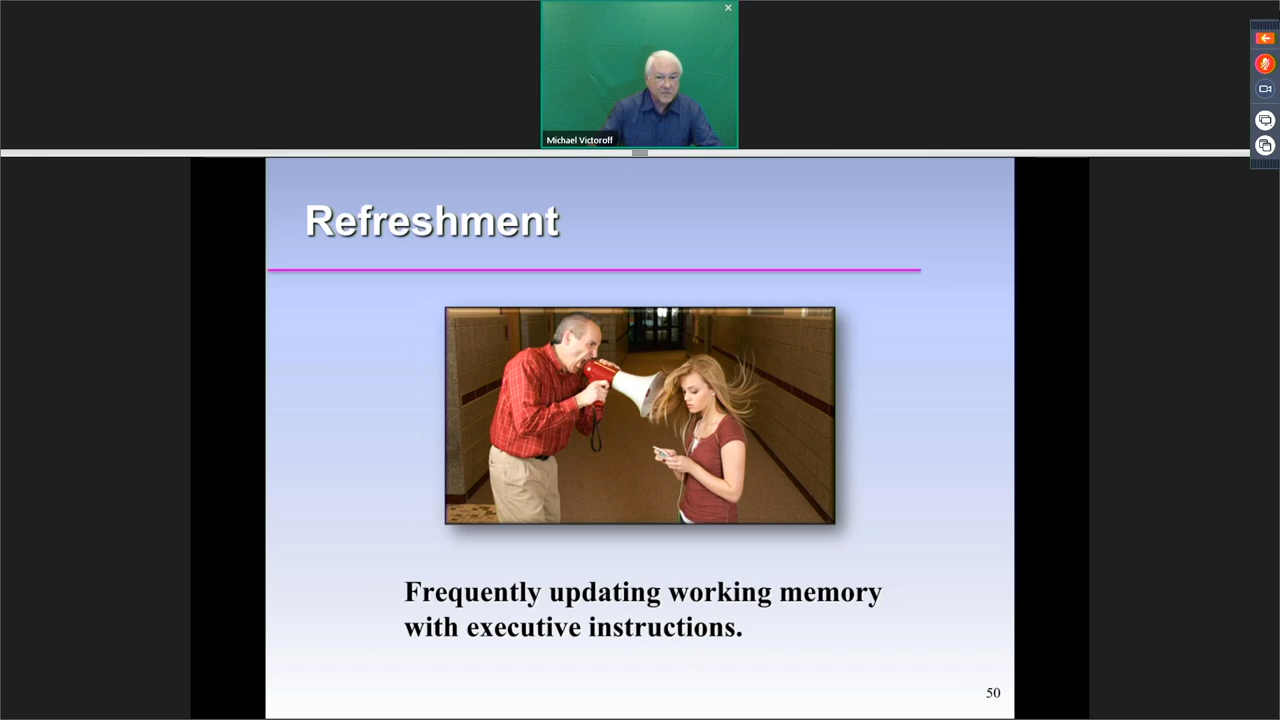 Michael Victoroff
Refreshment
Frequently updating working memory
with executive instructions.
50